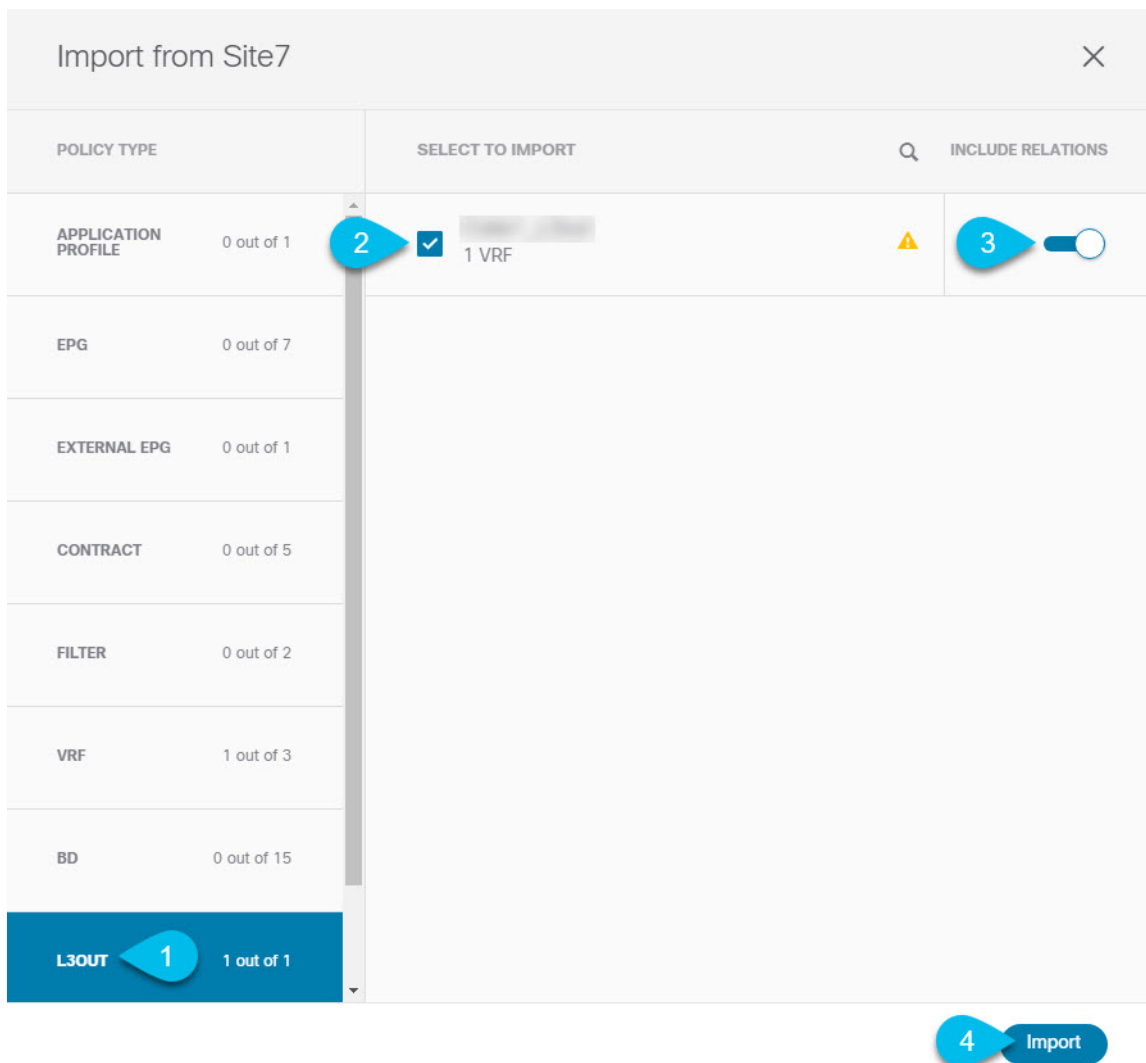 Import from Site7
POLICY TYPE
SELECT TO IMPORT
INCLUDE RELATIONS
APPLICATION
PROFILE
0 out of 1
2
1 VRF
3
EPG
0 out of 7
EXTERNAL EPG
0 out of 1
CONTRACT
0 out of 5
FILTER
0 out of 2
VRF
1 out of 3
BD
0 out of 15
L3OUT
1
1 out of 1
4
Import